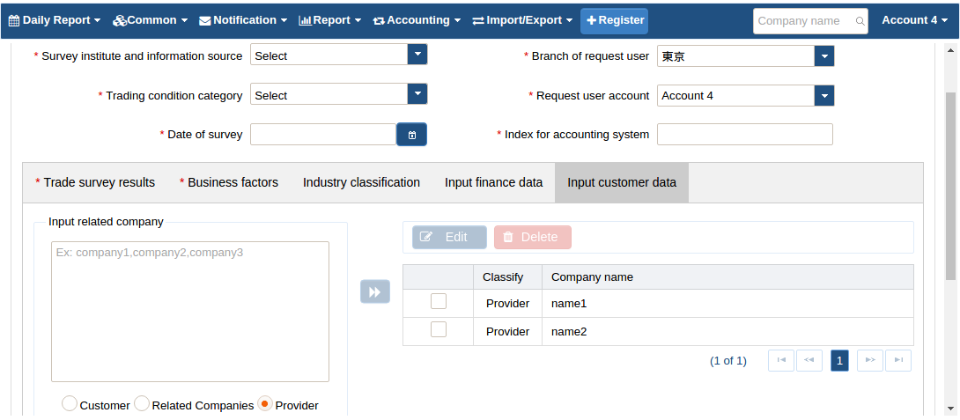 Daily Report Common Notification Report Accounting Import/Export + Register Company name Account 4
* Survey institute and information source Select * Branch of request user 東京
* Trading condition category Select * Request user account Account 4
* Date of survey * Index for accounting system
* Trade survey results * Business factors Industry classification Input finance data Input customer data
Input related company
Ex: company1,company2,company3
Edit Delete
Classify Company name
Provider name1
Provider name2
(1 of 1) 1
Customer Related Companies Provider